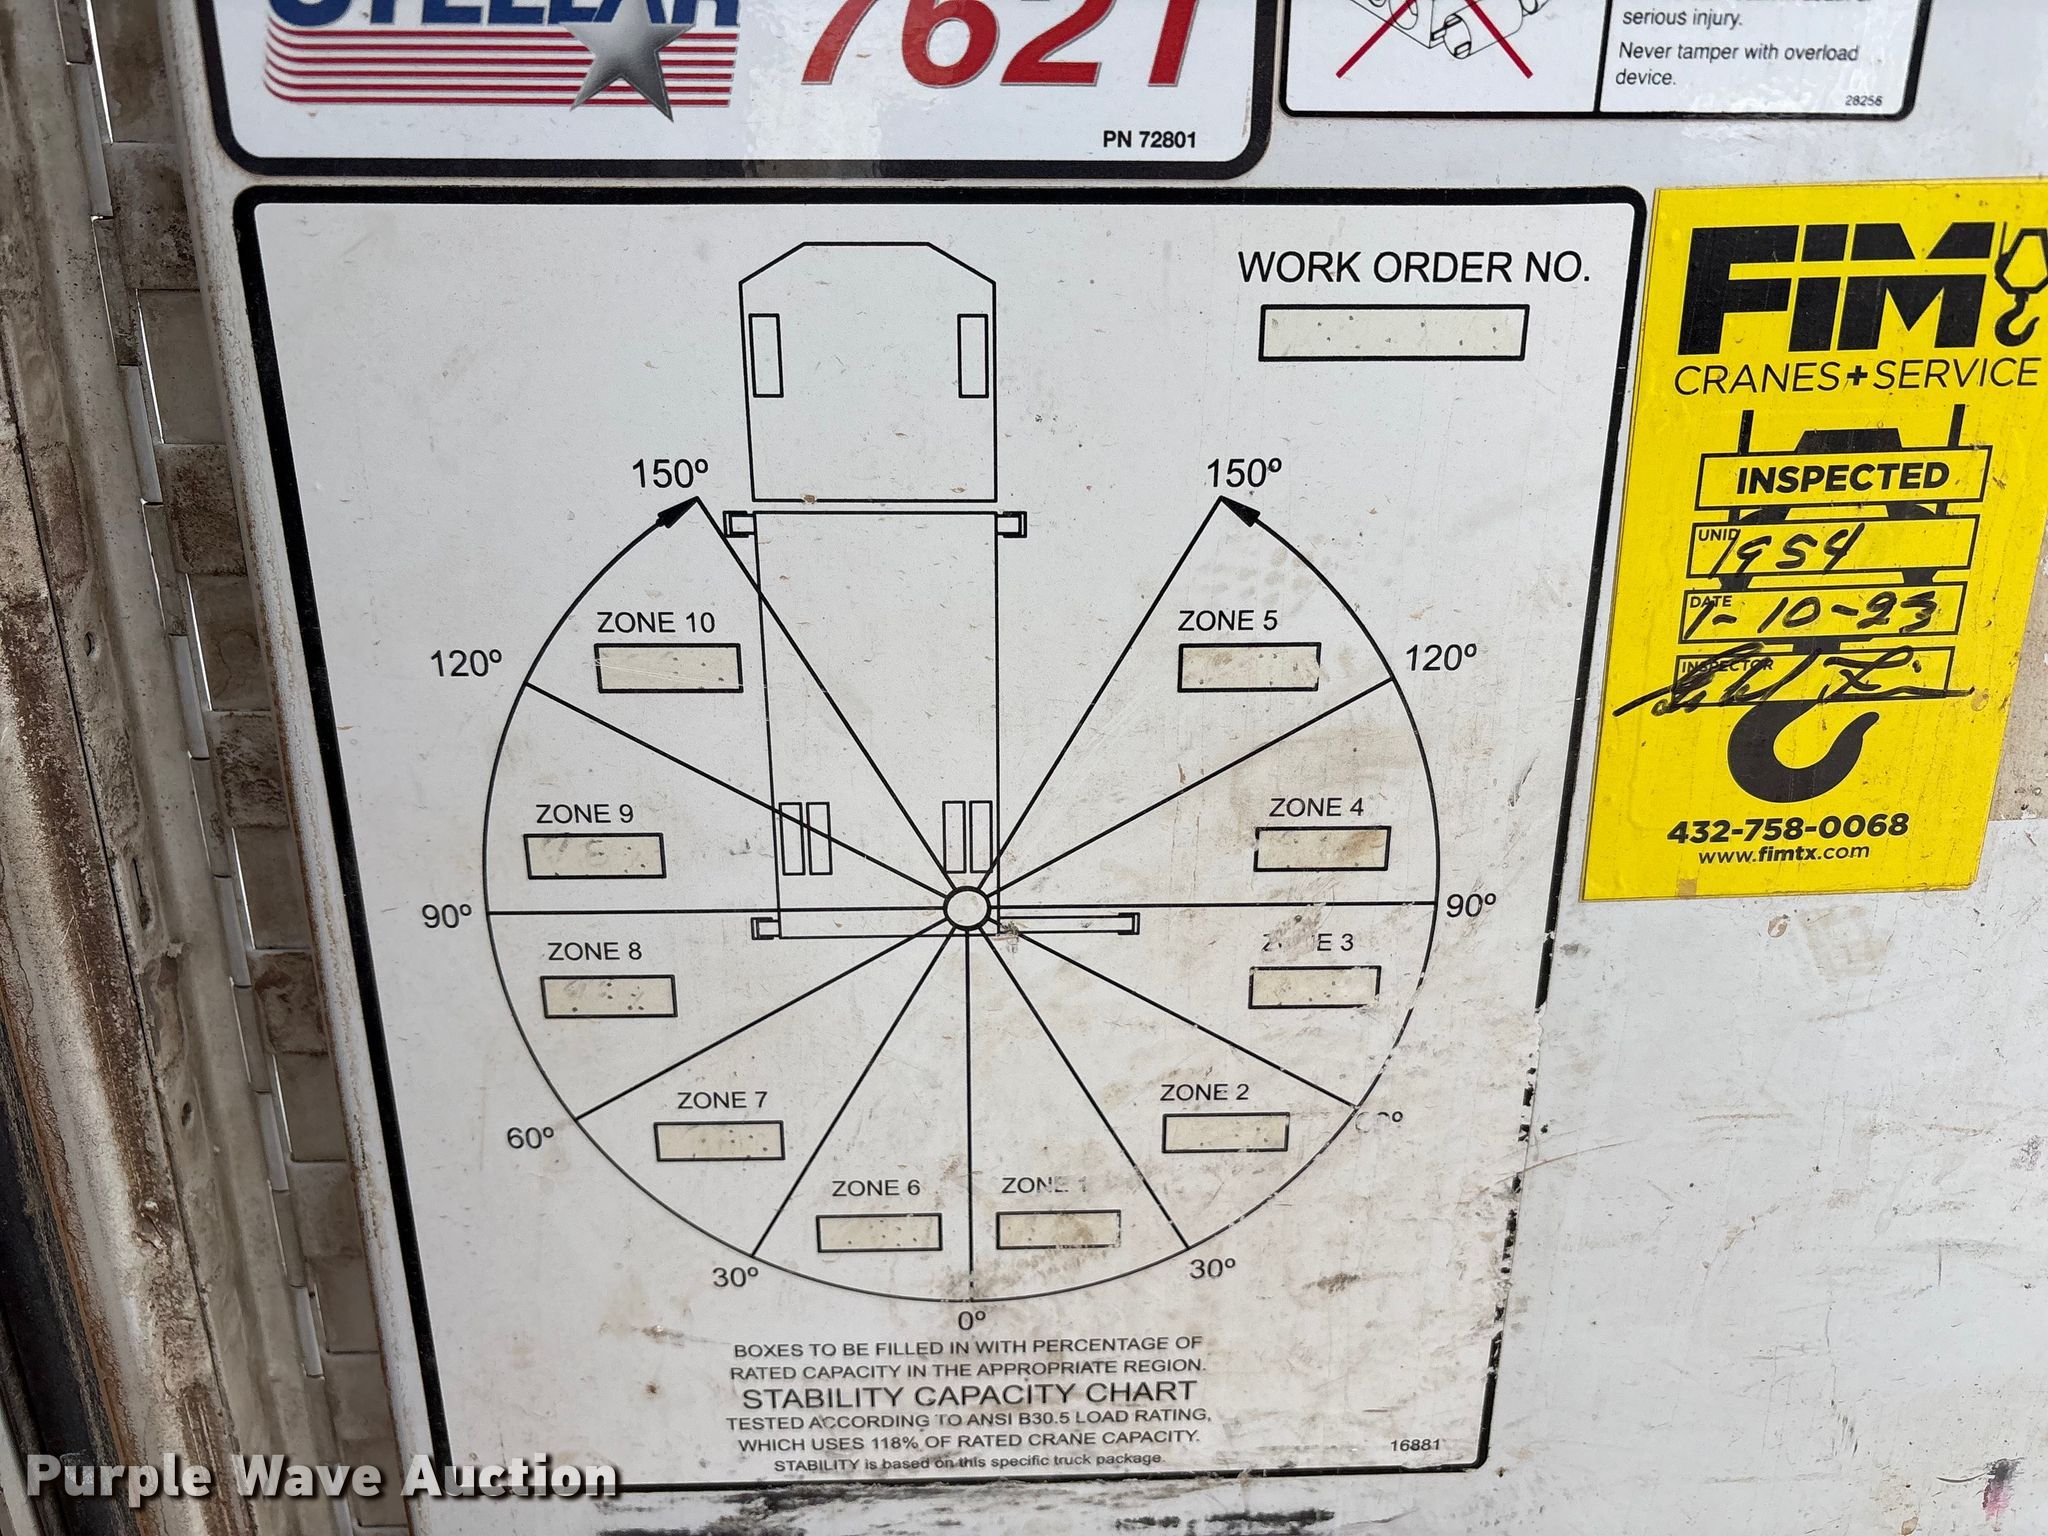 STELLAR
7621
PN 72801
serious injury.
Never tamper with overload
device.
28256
WORK ORDER NO.
150º
150º
ZONE 10
ZONE 5
120º
120º
ZONE 9
ZONE 4
90º
90º
ZONE 8
E 3
ZONE 7
ZONE 2
60º
ZONE 6
ZONE 1
30º
30º
0º
BOXES TO BE FILLED IN WITH PERCENTAGE OF
RATED CAPACITY IN THE APPROPRIATE REGION.
STABILITY CAPACITY CHART
TESTED ACCORDING TO ANSI B30.5 LOAD RATING,
WHICH USES 118% OF RATED CRANE CAPACITY.
STABILITY is based on this specific truck package.
16881
FIM
CRANES+SERVICE
INSPECTED
UNID 1954
DATE 1-10-23
INSPECTOR
432-758-0068
www.fimtx.com
Purple Wave Auction